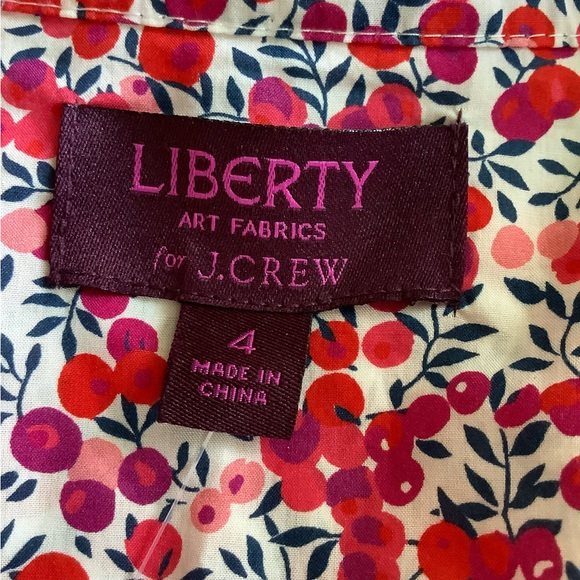 LIBERTY
ART FABRICS
for J.CREW
4
MADE IN
CHINA